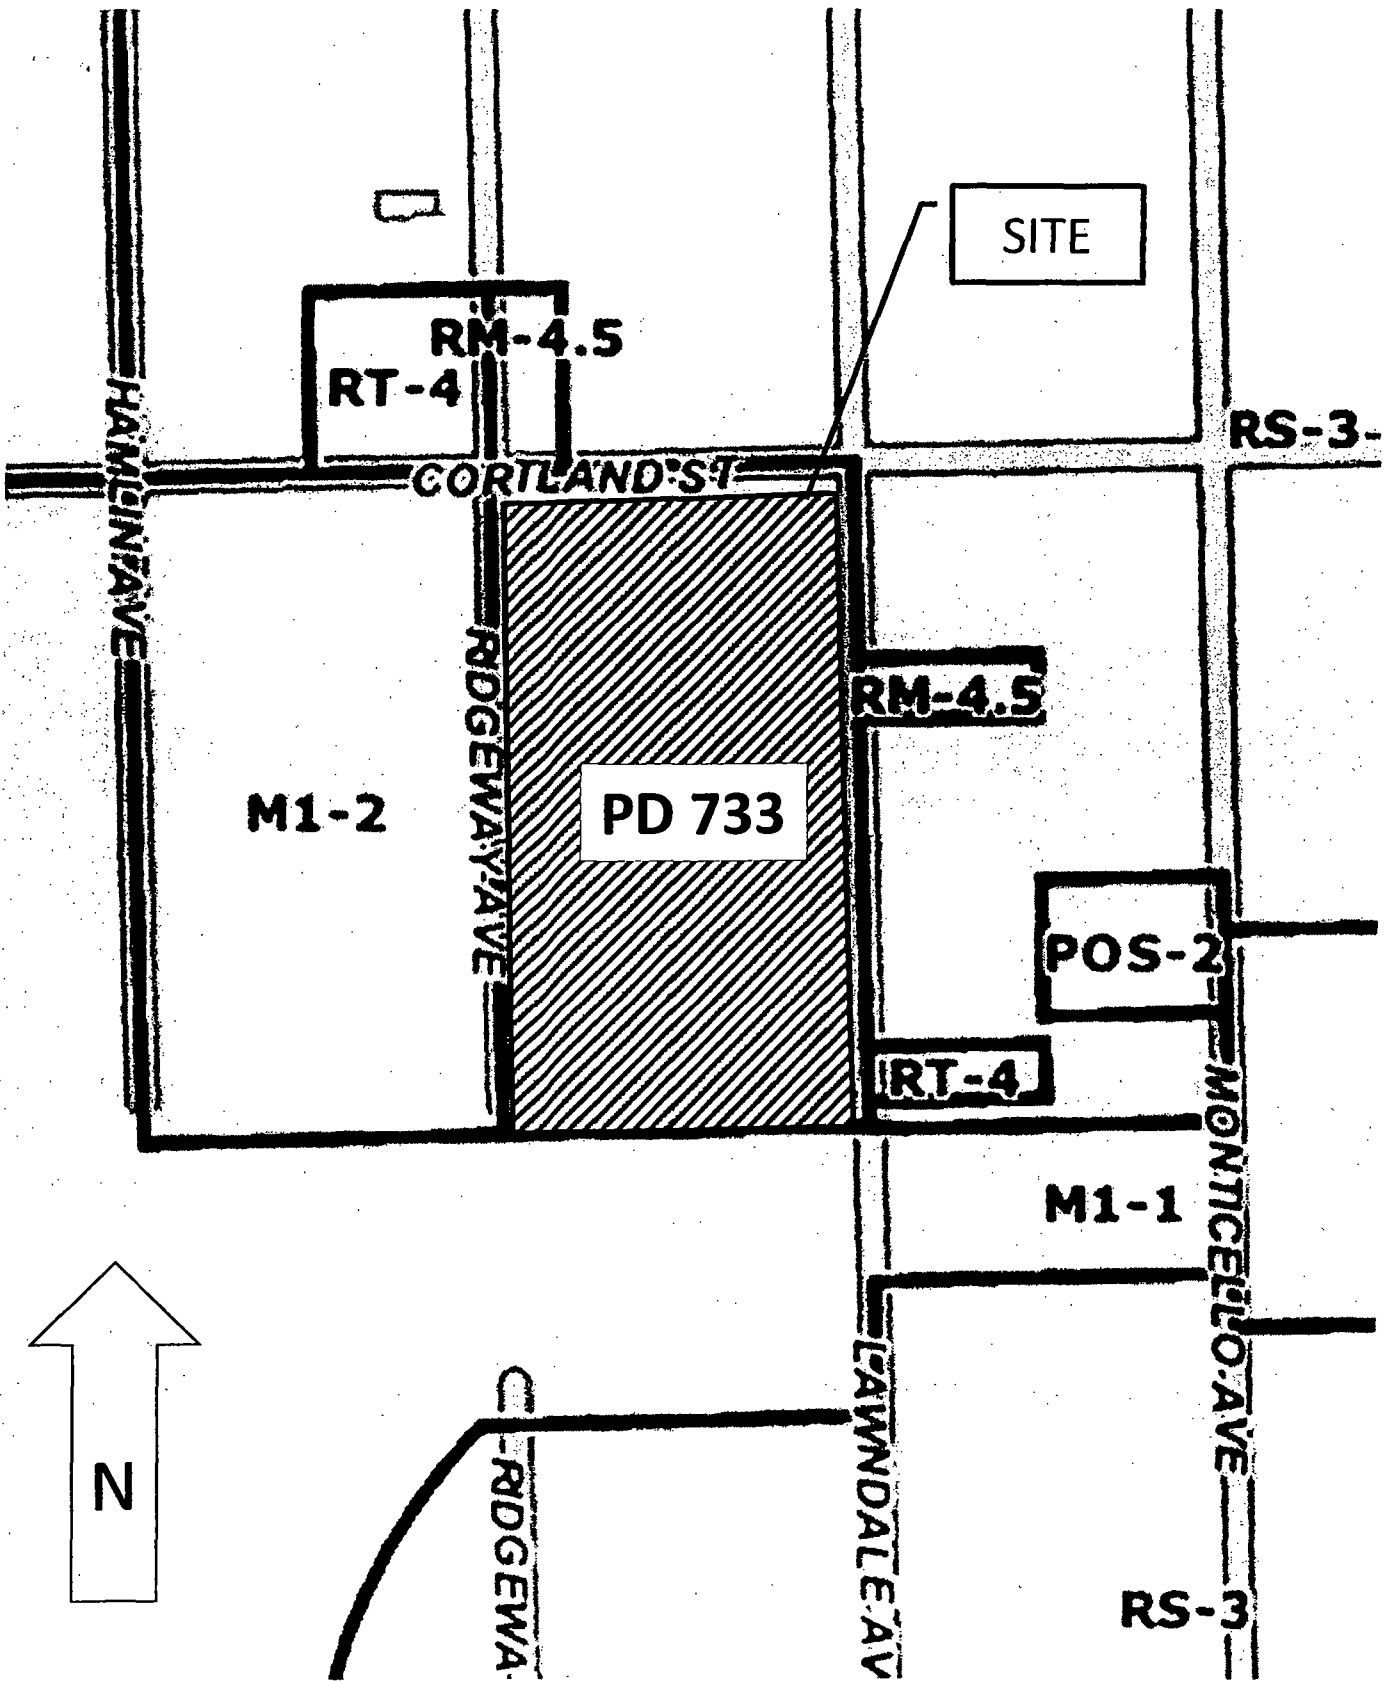 SITE
RM-4.5
RT-4
RS-3
HAMLIN AVE
CORTLAND ST
RIDGEWAY AVE
RM-4.5
M1-2
PD 733
POS-2
RT-4
MONTICELLO AVE
M1-1
LAWNDALE AV
RIDGEWA
N
RS-3